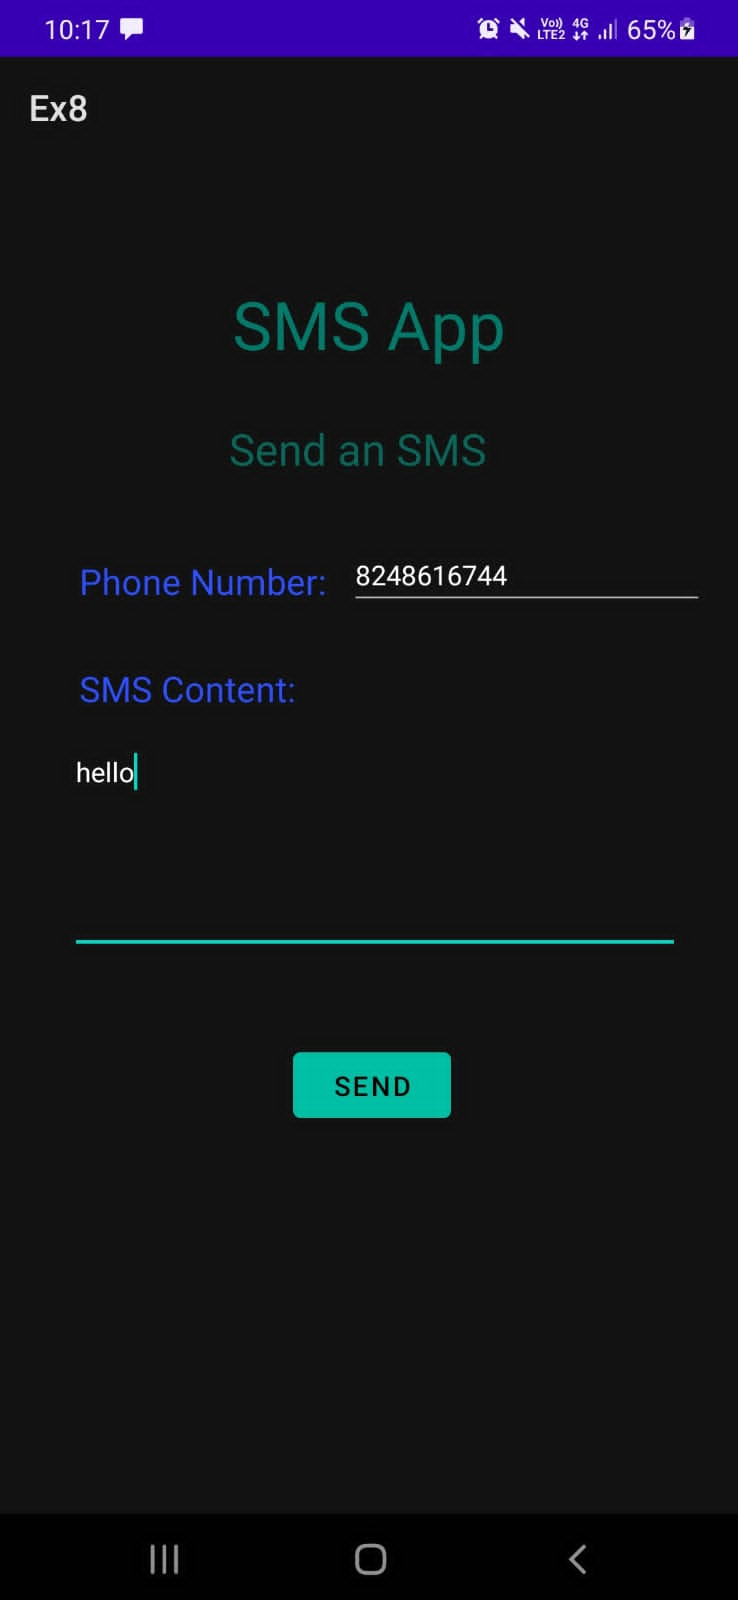 10:17 Vo)) LTE2 4G 65%
Ex8
SMS App
Send an SMS
Phone Number: 8248616744
SMS Content:
hello
SEND